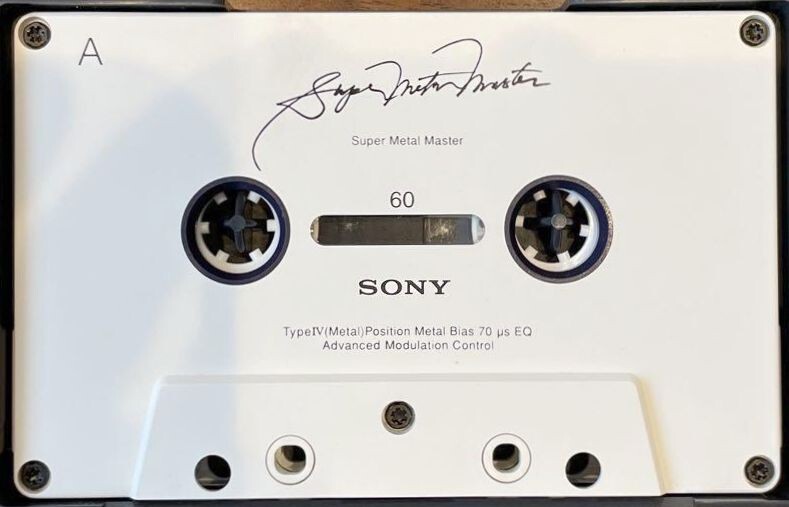 A
Super Metal Master
Super Metal Master
60
SONY
TypeⅣ(Metal)Position Metal Bias 70 µs EQ
Advanced Modulation Control